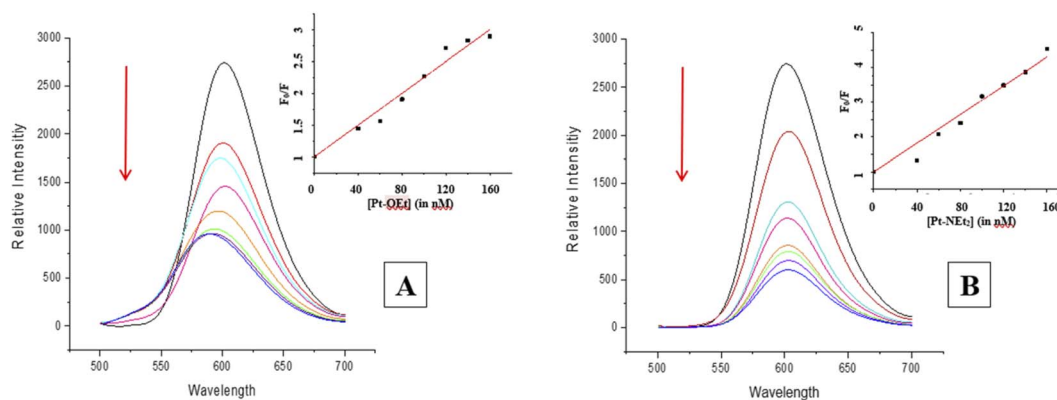 3000
2500
2000
1500
1000
500
0
Relative Intensitiy
500 550 600 650 700
Wavelength
3
2.5
2
1.5
1
F₀/F
0 40 80 120 160
[Pt-OEt] (in nM)
A
3000
2500
2000
1500
1000
500
0
Relative Intensitiy
500 550 600 650 700
Wavelength
5
4
3
2
1
F₀/F
0 40 80 120 160
[Pt-NEt₂] (in nM)
B